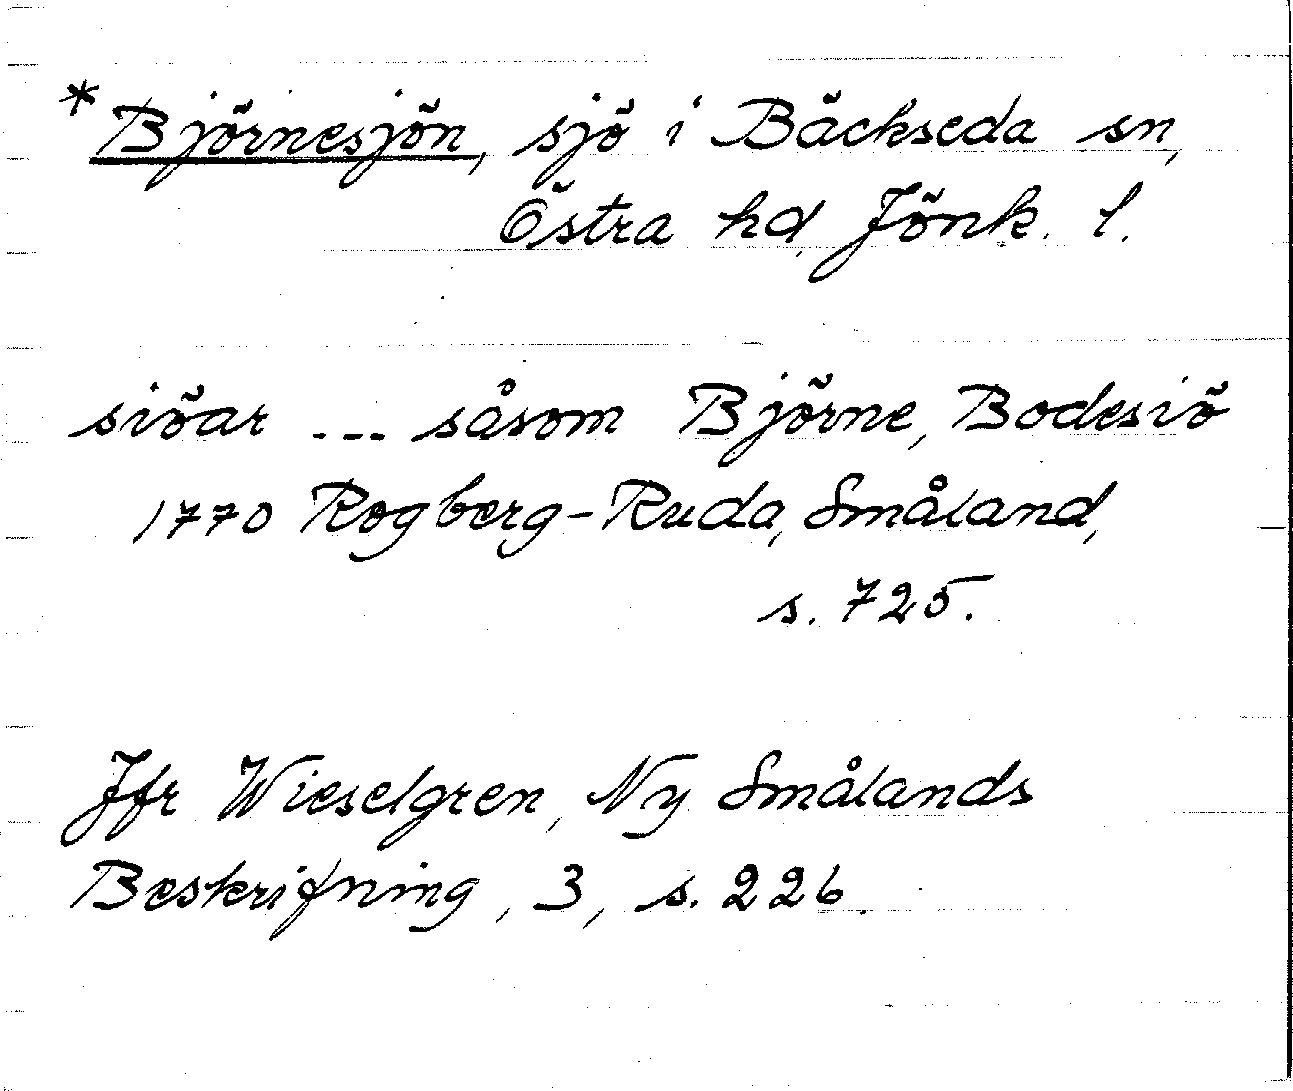 *Björnesjön, sjö i Bäckseda sn,
Östra hd, Jönk. l.
siöar --- såsom Björne, Bodesiö
1770 Rogberg-Ruda, Småland,
s. 725.
Jfr Wieselgren, Ny Smålands
Beskrifning, 3, s. 226.